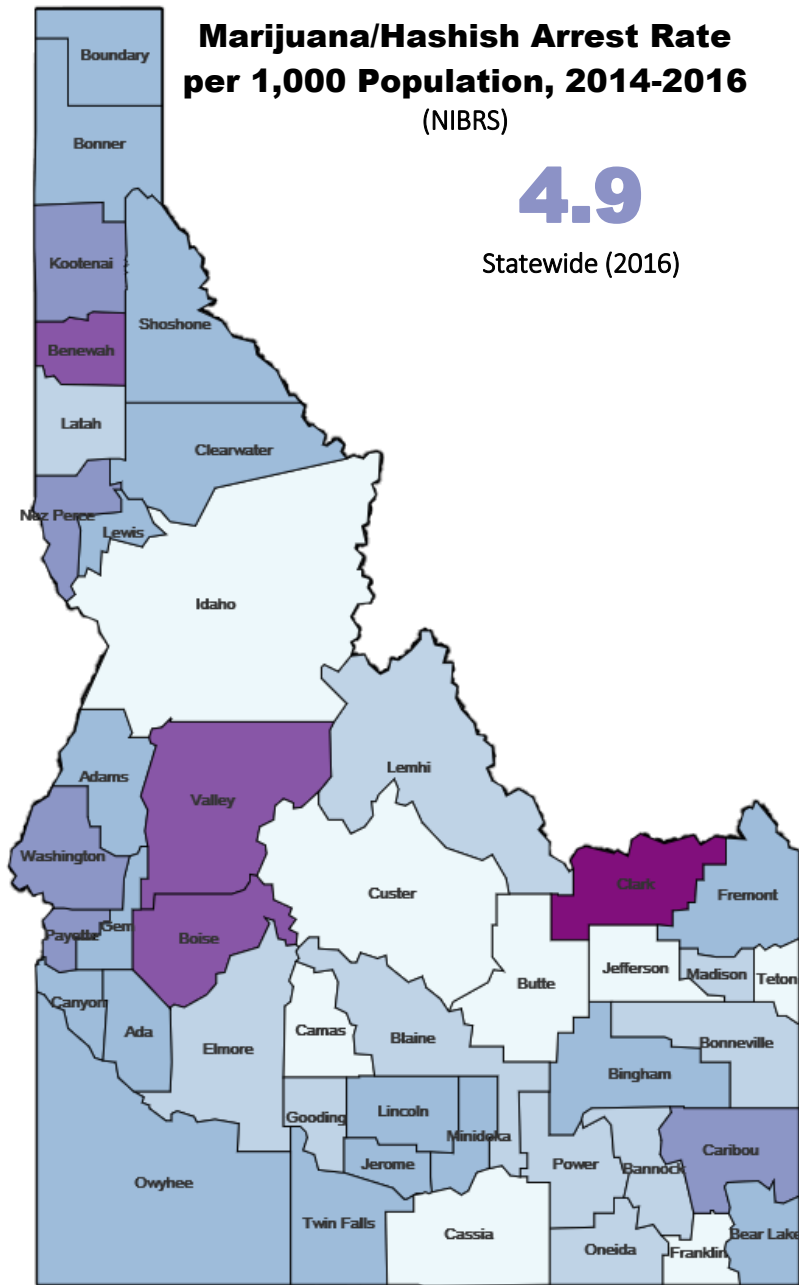 Marijuana/Hashish Arrest Rate
per 1,000 Population, 2014-2016
(NIBRS)
4.9
Statewide (2016)
Boundary
Bonner
Kootenai
Shoshone
Benewah
Latah
Clearwater
Nez Perce
Lewis
Idaho
Lemhi
Adams
Valley
Washington
Custer
Clark
Fremont
Payette
Gem
Boise
Butte
Jefferson
Madison
Teton
Canyon
Ada
Elmore
Camas
Blaine
Bonneville
Bingham
Gooding
Lincoln
Minidoka
Jerome
Power
Bannock
Caribou
Owyhee
Twin Falls
Cassia
Oneida
Franklin
Bear Lake